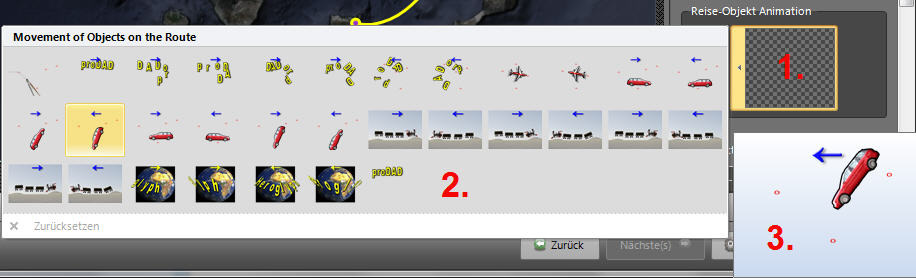 Reise-Objekt Animation
1.
Movement of Objects on the Route
proDAD
proDAD
2.
3.
Zurücksetzen
Zurück
Nächste(s)